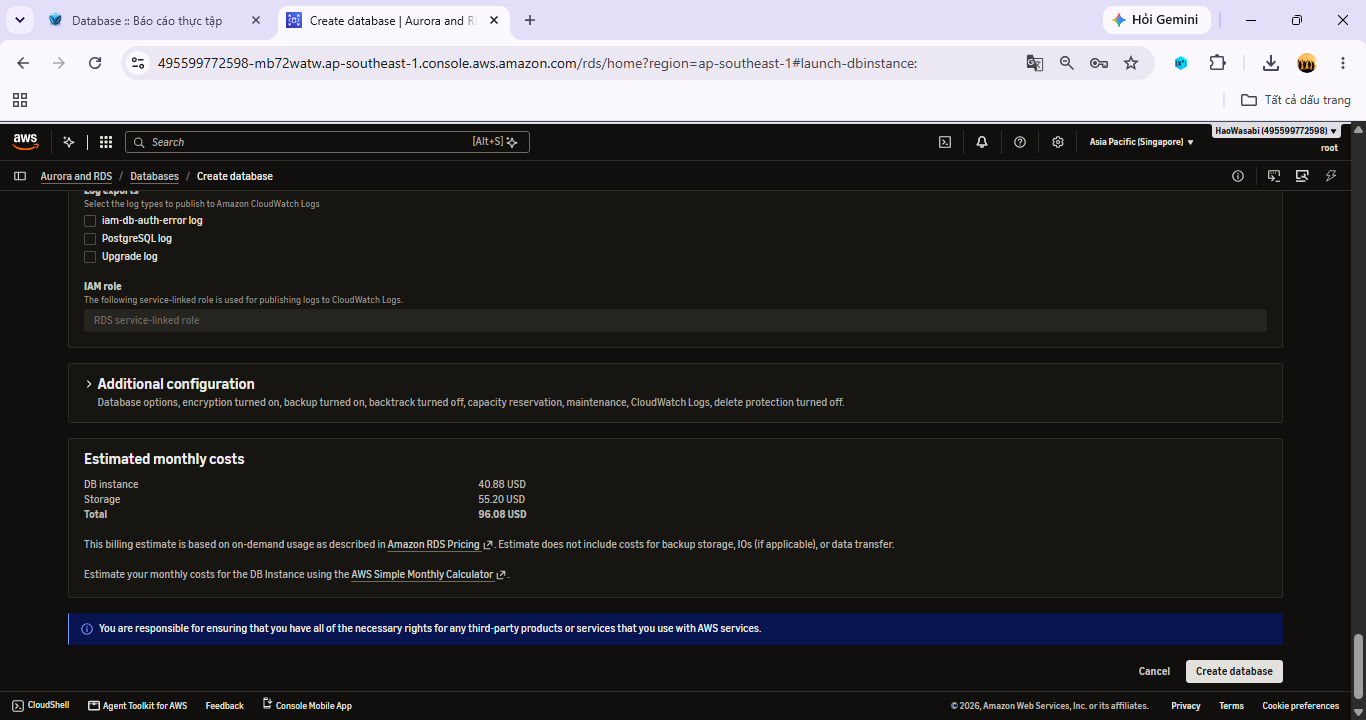 Database :: Báo cáo thực tập
Create database | Aurora and R
Hỏi Gemini
495599772598-mb72watw.ap-southeast-1.console.aws.amazon.com/rds/home?region=ap-southeast-1#launch-dbinstance:
Tất cả dấu trang
aws
Search
[Alt+S]
Asia Pacific (Singapore) ▼
HaoWasabi (495599772598) ▼
root
Aurora and RDS / Databases / Create database
Log exports
Select the log types to publish to Amazon CloudWatch Logs
iam-db-auth-error log
PostgreSQL log
Upgrade log
IAM role
The following service-linked role is used for publishing logs to CloudWatch Logs.
RDS service-linked role
Additional configuration
Database options, encryption turned on, backup turned on, backtrack turned off, capacity reservation, maintenance, CloudWatch Logs, delete protection turned off.
Estimated monthly costs
DB instance 40.88 USD
Storage 55.20 USD
Total 96.08 USD
This billing estimate is based on on-demand usage as described in Amazon RDS Pricing . Estimate does not include costs for backup storage, IOs (if applicable), or data transfer.
Estimate your monthly costs for the DB Instance using the AWS Simple Monthly Calculator .
You are responsible for ensuring that you have all of the necessary rights for any third-party products or services that you use with AWS services.
Cancel
Create database
CloudShell
Agent Toolkit for AWS
Feedback
Console Mobile App
© 2026, Amazon Web Services, Inc. or its affiliates.
Privacy
Terms
Cookie preferences